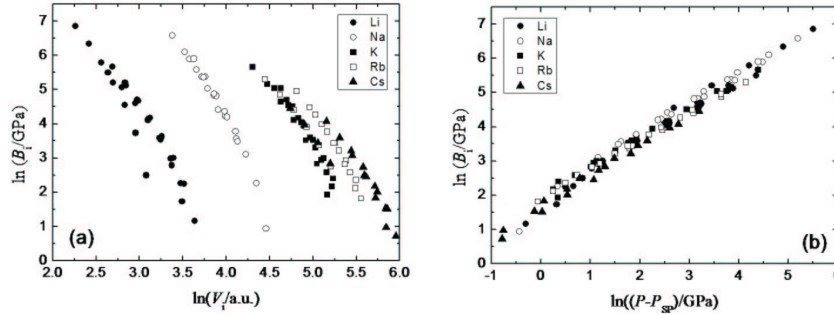 7
6
5
4
3
2
1
0
ln (Bᵢ/GPa)
Li
Na
K
Rb
Cs
(a)
2.0 2.5 3.0 3.5 4.0 4.5 5.0 5.5 6.0
ln(Vᵢ/a.u.)
7
6
5
4
3
2
1
0
ln (Bᵢ/GPa)
Li
Na
K
Rb
Cs
(b)
-1 0 1 2 3 4 5
ln((P-P_SP)/GPa)